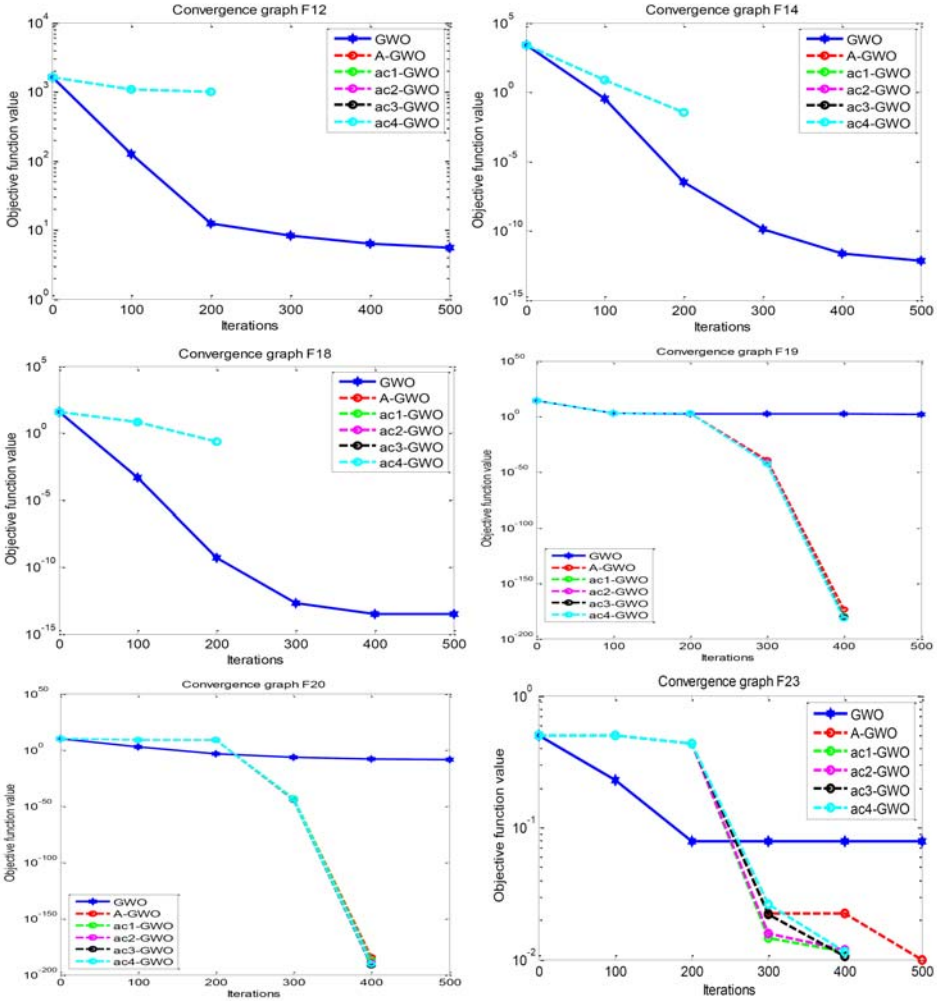 Convergence graph F12
Objective function value
10^4
10^3
10^2
10^1
10^0
GWO
A-GWO
ac1-GWO
ac2-GWO
ac3-GWO
ac4-GWO
0 100 200 300 400 500
Iterations
Convergence graph F14
Objective function value
10^5
10^0
10^-5
10^-10
10^-15
GWO
A-GWO
ac1-GWO
ac2-GWO
ac3-GWO
ac4-GWO
0 100 200 300 400 500
Iterations
Convergence graph F18
Objective function value
10^5
10^0
10^-5
10^-10
10^-15
GWO
A-GWO
ac1-GWO
ac2-GWO
ac3-GWO
ac4-GWO
0 100 200 300 400 500
Iterations
Convergence graph F19
Objective function value
10^50
10^0
10^-50
10^-100
10^-150
10^-200
GWO
A-GWO
ac1-GWO
ac2-GWO
ac3-GWO
ac4-GWO
0 100 200 300 400 500
Iterations
Convergence graph F20
Objective function value
10^50
10^0
10^-50
10^-100
10^-150
10^-200
GWO
A-GWO
ac1-GWO
ac2-GWO
ac3-GWO
ac4-GWO
0 100 200 300 400 500
Iterations
Convergence graph F23
Objective function value
10^0
10^-1
10^-2
GWO
A-GWO
ac1-GWO
ac2-GWO
ac3-GWO
ac4-GWO
0 100 200 300 400 500
Iterations